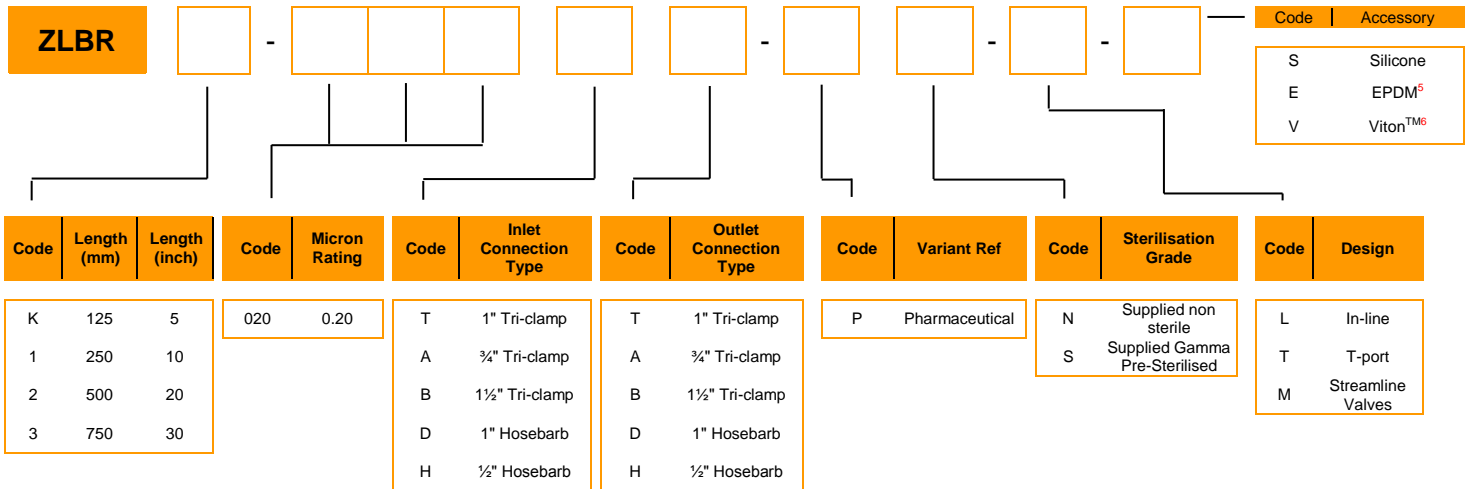 ZLBR - - - -
Code Accessory
S Silicone
E EPDM5
V Viton™6
Code Length (mm) Length (inch)
K 125 5
1 250 10
2 500 20
3 750 30
Code Micron Rating
020 0.20
Code Inlet Connection Type
T 1" Tri-clamp
A ¾" Tri-clamp
B 1½" Tri-clamp
D 1" Hosebarb
H ½" Hosebarb
Code Outlet Connection Type
T 1" Tri-clamp
A ¾" Tri-clamp
B 1½" Tri-clamp
D 1" Hosebarb
H ½" Hosebarb
Code Variant Ref
P Pharmaceutical
Code Sterilisation Grade
N Supplied non sterile
S Supplied Gamma Pre-Sterilised
Code Design
L In-line
T T-port
M Streamline Valves